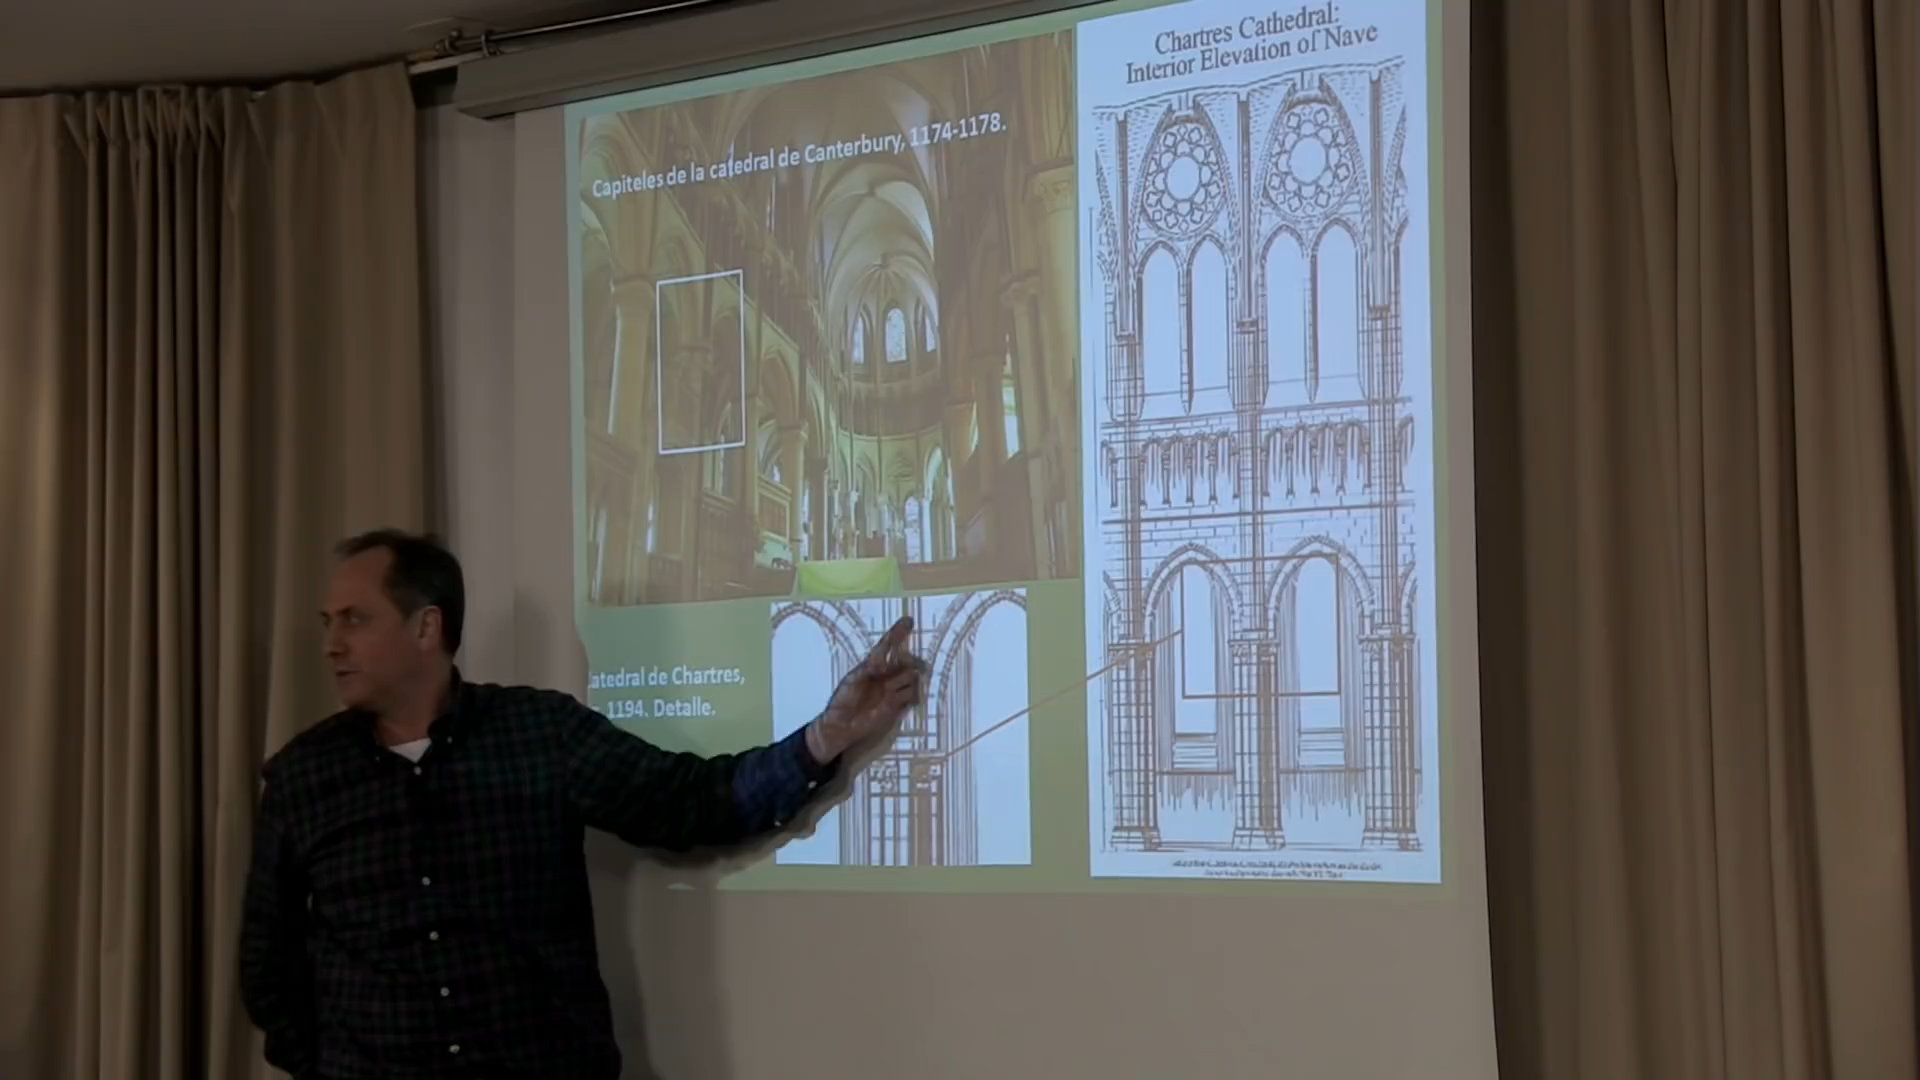 Chartres Cathedral:
Interior Elevation of Nave
Capiteles de la catedral de Canterbury, 1174-1178.
atedral de Chartres,
1194. Detalle.